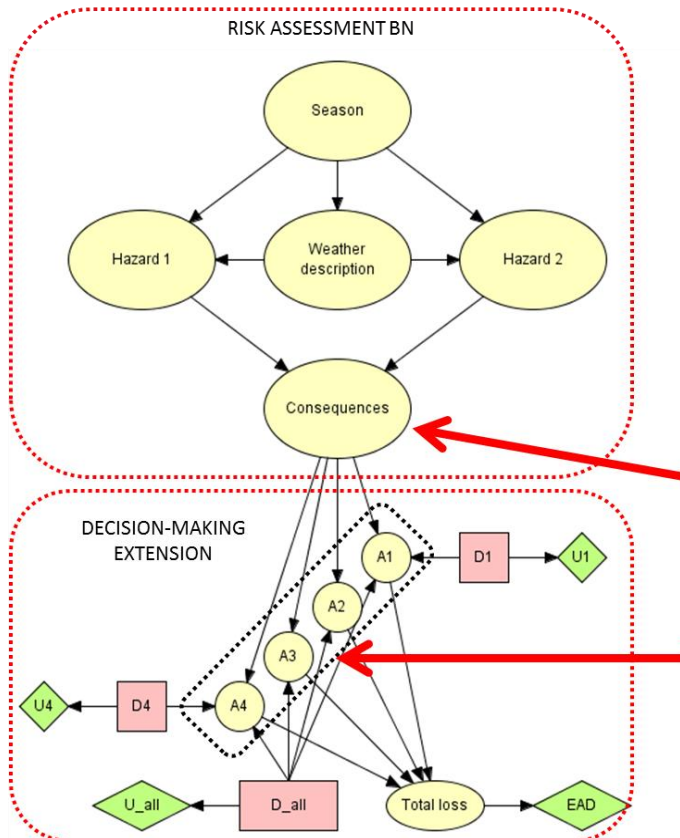 RISK ASSESSMENT BN
Season
Hazard 1
Weather
description
Hazard 2
Consequences
DECISION-MAKING
EXTENSION
A1
D1
U1
A2
A3
U4
D4
A4
U_all
D_all
Total loss
EAD